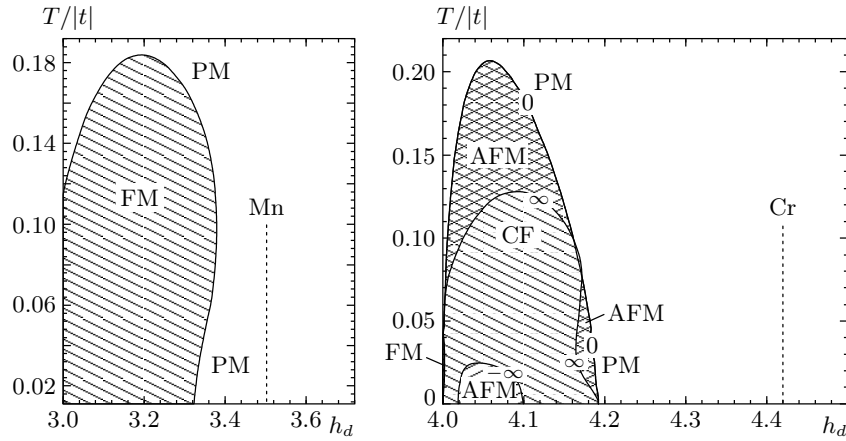 T/|t|
0.18
0.14
0.10
0.06
0.02
3.0
3.2
3.4
3.6
h_d
PM
FM
Mn
PM
T/|t|
0.20
0.15
0.10
0.05
0
4.0
4.1
4.2
4.3
4.4
h_d
PM
0
AFM
∞
CF
Cr
AFM
FM
0
∞
PM
∞
AFM